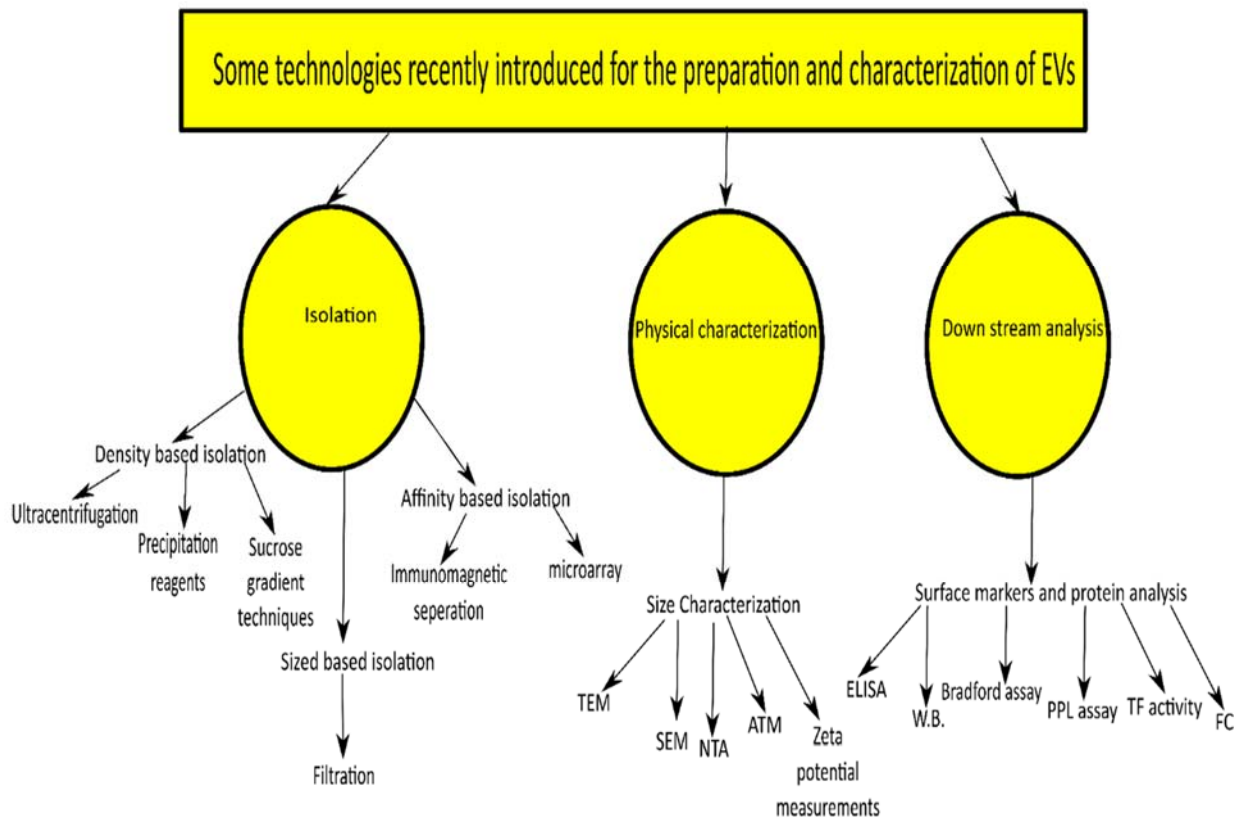 Some technologies recently introduced for the preparation and characterization of EVs
Isolation
Physical characterization
Down stream analysis
Density based isolation
Ultracentrifugation
Precipitation
reagents
Sucrose
gradient
techniques
Sized based isolation
Filtration
Affinity based isolation
Immunomagnetic
seperation
microarray
Size Characterization
TEM
SEM
NTA
ATM
Zeta
potential
measurements
Surface markers and protein analysis
ELISA
W.B.
Bradford assay
PPL assay
TF activity
FC